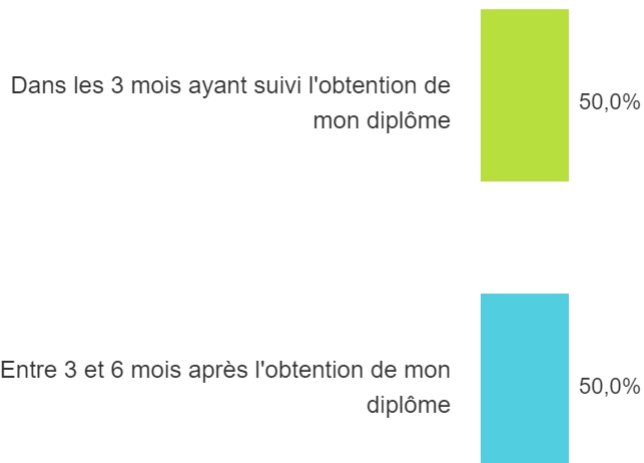 Dans les 3 mois ayant suivi l'obtention de
mon diplôme
50,0%
Entre 3 et 6 mois après l'obtention de mon
diplôme
50,0%